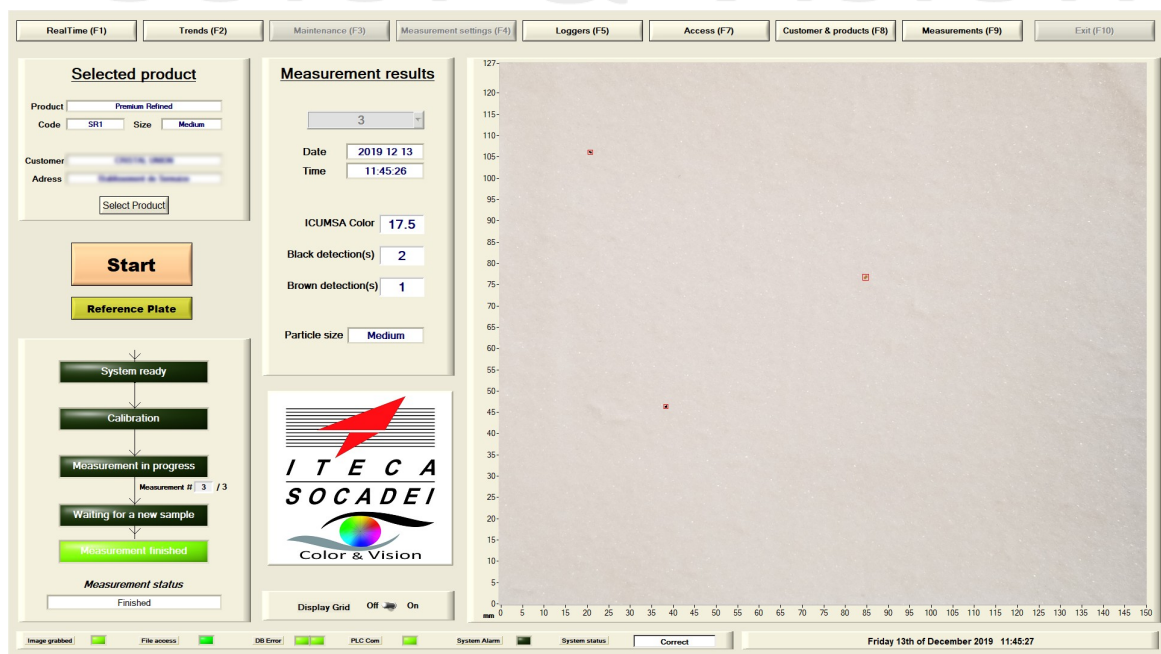 RealTime (F1)
Trends (F2)
Maintenance (F3)
Measurement settings (F4)
Loggers (F5)
Access (F7)
Customer & products (F8)
Measurements (F9)
Exit (F10)
Selected product
Product Premium Refined
Code SR1 Size Medium
Customer
Adress
Select Product
Start
Reference Plate
System ready
Calibration
Measurement in progress
Measurement # 3 / 3
Waiting for a new sample
Measurement finished
Measurement status
Finished
Measurement results
3
Date 2019 12 13
Time 11:45:26
ICUMSA Color 17.5
Black detection(s) 2
Brown detection(s) 1
Particle size Medium
ITECA
SOCADEI
Color & Vision
Display Grid Off On
127
120
115
110
105
100
95
90
85
80
75
70
65
60
55
50
45
40
35
30
25
20
15
10
5
0
mm 0 5 10 15 20 25 30 35 40 45 50 55 60 65 70 75 80 85 90 95 100 105 110 115 120 125 130 135 140 145 150
Image grabbed
File access
DB Error
PLC Com
System Alarm
System status
Correct
Friday 13th of December 2019 11:45:27